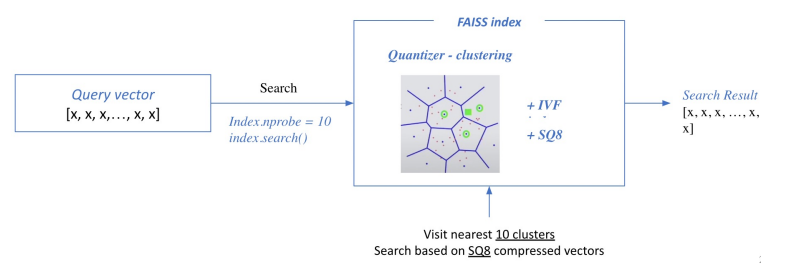 FAISS index
Quantizer - clustering
Query vector
[x, x, x,..., x, x]
Search
Index.nprobe = 10
index.search()
+ IVF
+ SQ8
Search Result
[x, x, x, ..., x,
x]
Visit nearest 10 clusters
Search based on SQ8 compressed vectors